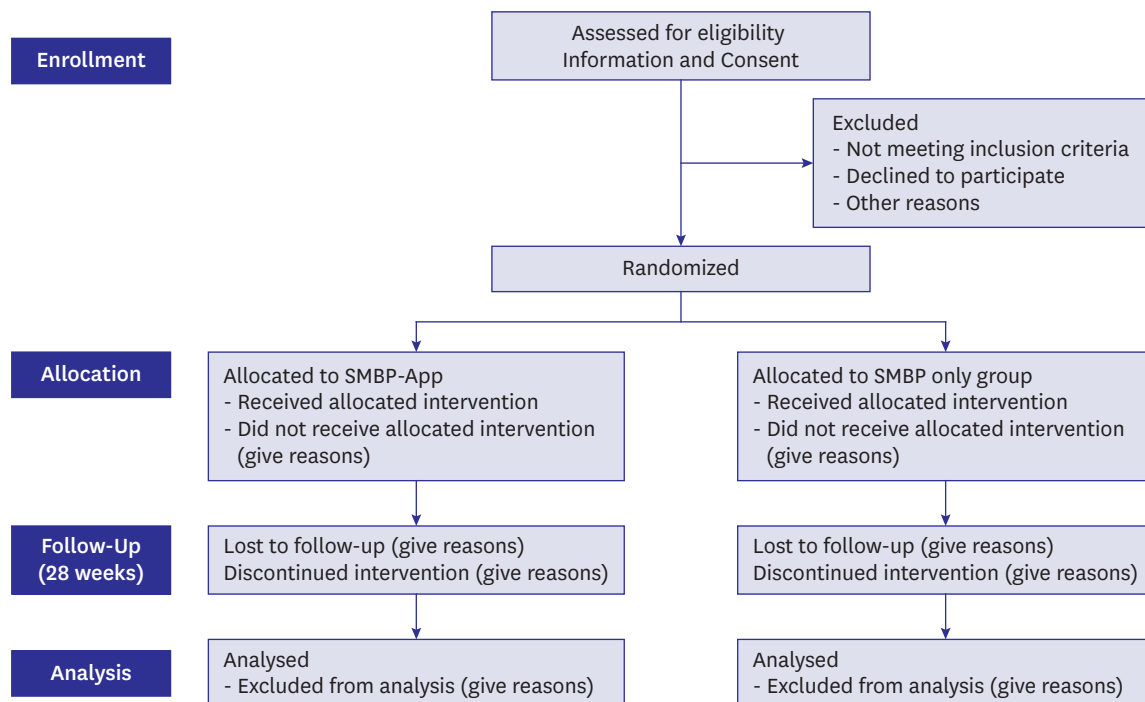 Enrollment
Assessed for eligibility
Information and Consent
Excluded
- Not meeting inclusion criteria
- Declined to participate
- Other reasons
Randomized
Allocation
Allocated to SMBP-App
- Received allocated intervention
- Did not receive allocated intervention
(give reasons)
Allocated to SMBP only group
- Received allocated intervention
- Did not receive allocated intervention
(give reasons)
Follow-Up
(28 weeks)
Lost to follow-up (give reasons)
Discontinued intervention (give reasons)
Lost to follow-up (give reasons)
Discontinued intervention (give reasons)
Analysis
Analysed
- Excluded from analysis (give reasons)
Analysed
- Excluded from analysis (give reasons)